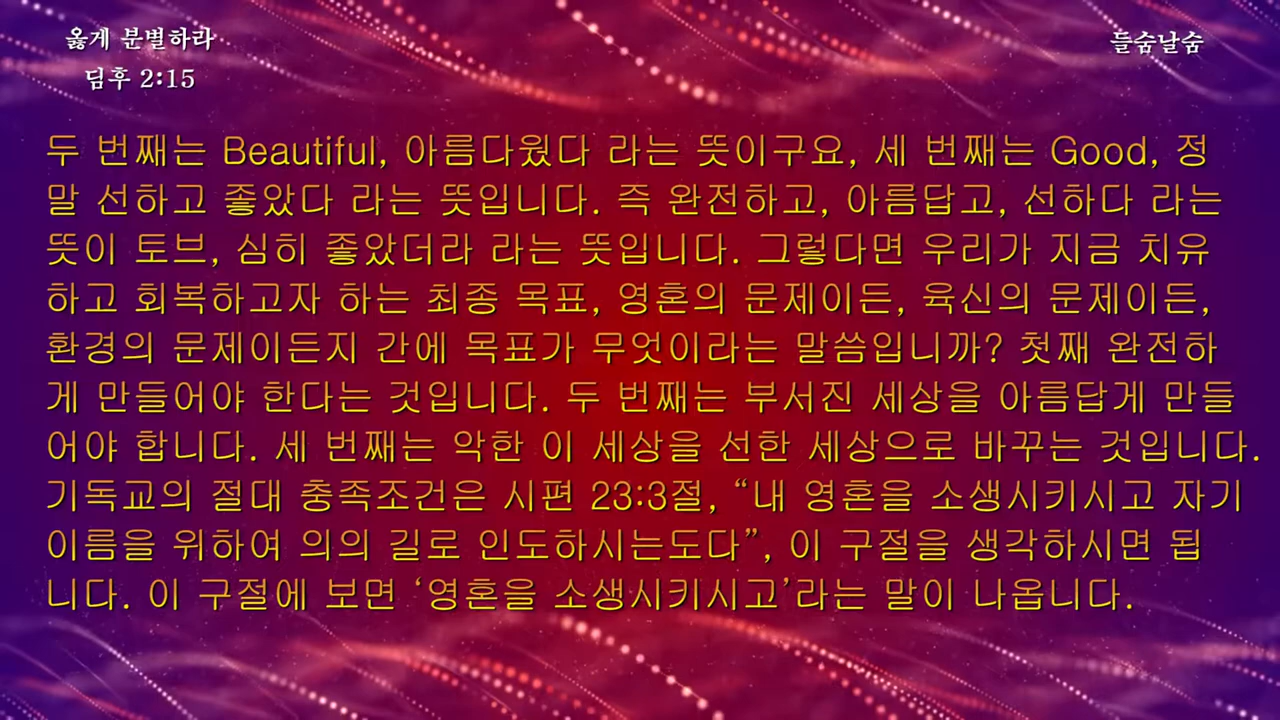 옳게 분별하라
딤후 2:15
들숨날숨
두 번째는 Beautiful, 아름다웠다 라는 뜻이구요, 세 번째는 Good, 정
말 선하고 좋았다 라는 뜻입니다. 즉 완전하고, 아름답고, 선하다 라는
뜻이 토브, 심히 좋았더라 라는 뜻입니다. 그렇다면 우리가 지금 치유
하고 회복하고자 하는 최종 목표, 영혼의 문제이든, 육신의 문제이든,
환경의 문제이든지 간에 목표가 무엇이라는 말씀입니까? 첫째 완전하
게 만들어야 한다는 것입니다. 두 번째는 부서진 세상을 아름답게 만들
어야 합니다. 세 번째는 악한 이 세상을 선한 세상으로 바꾸는 것입니다.
기독교의 절대 충족조건은 시편 23:3절, “내 영혼을 소생시키시고 자기
이름을 위하여 의의 길로 인도하시는도다”, 이 구절을 생각하시면 됩
니다. 이 구절에 보면 ‘영혼을 소생시키시고’라는 말이 나옵니다.